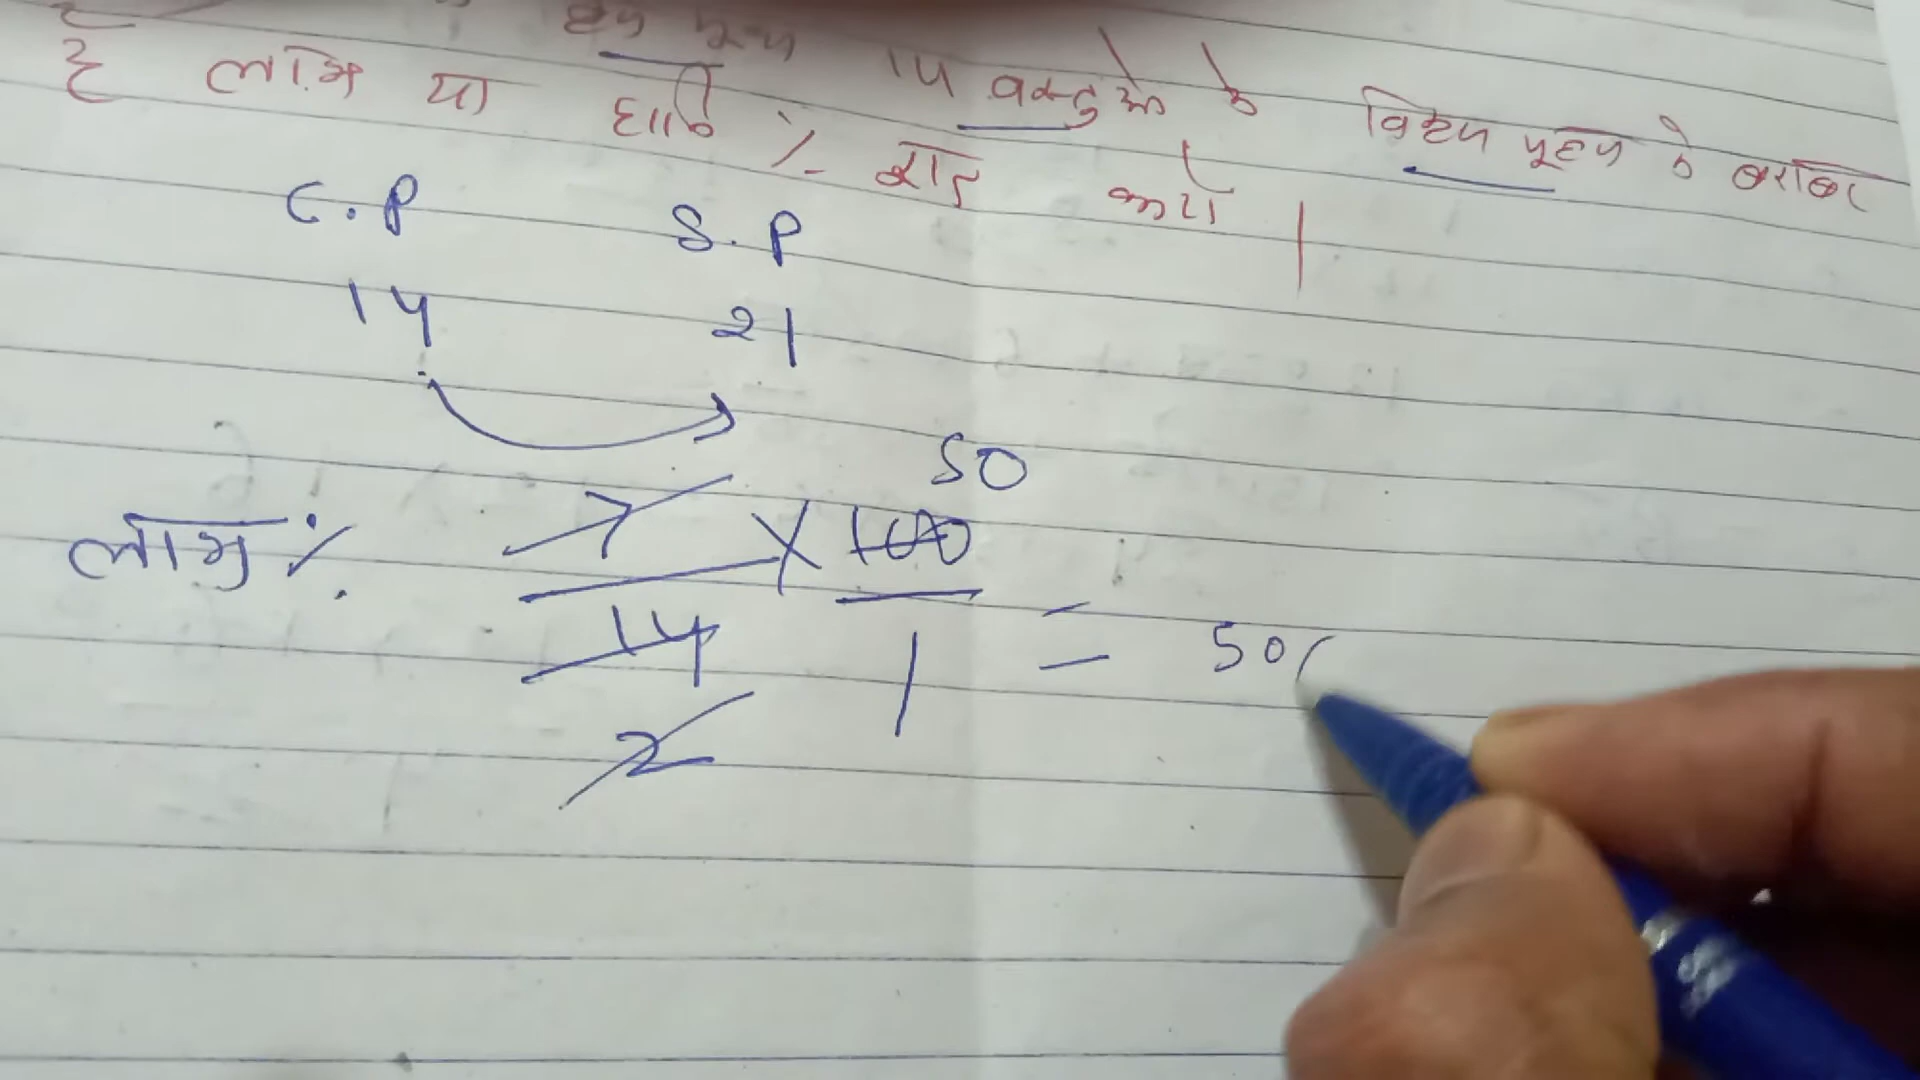 क्रय मूल्य 14 वस्तुओं के विक्रय मूल्य के बराबर
है लाभ या हानि % ज्ञात करो |
C.P S.P
14 21
50
लाभ % 7 × 100
14 1 = 50
2